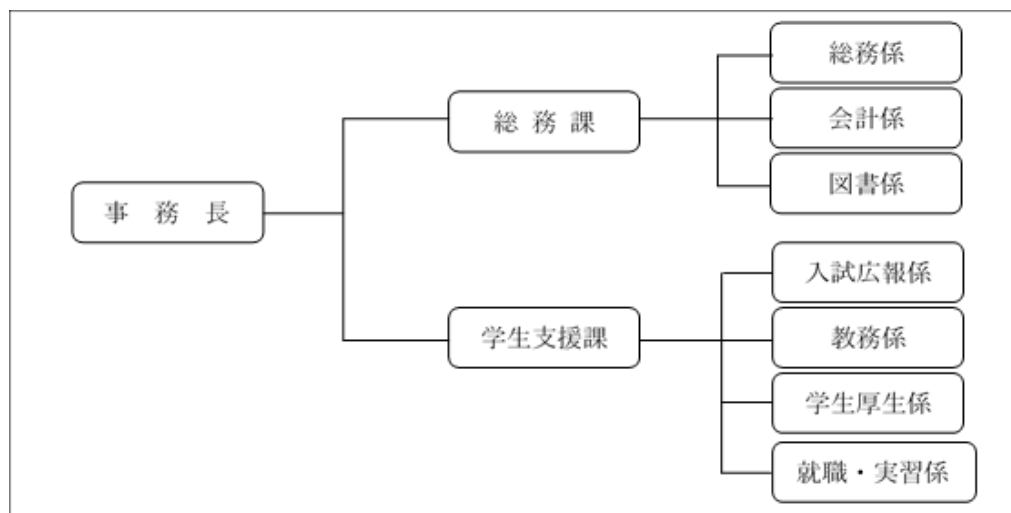 事 務 長
総 務 課
総務係
会計係
図書係
学生支援課
入試広報係
教務係
学生厚生係
就職・実習係